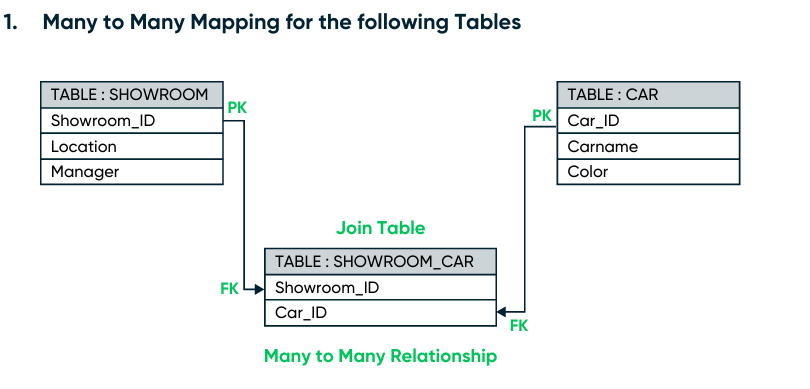 1. Many to Many Mapping for the following Tables
TABLE : SHOWROOM
Showroom_ID
Location
Manager
PK
TABLE : CAR
Car_ID
Carname
Color
PK
Join Table
TABLE : SHOWROOM_CAR
Showroom_ID
Car_ID
FK
FK
Many to Many Relationship